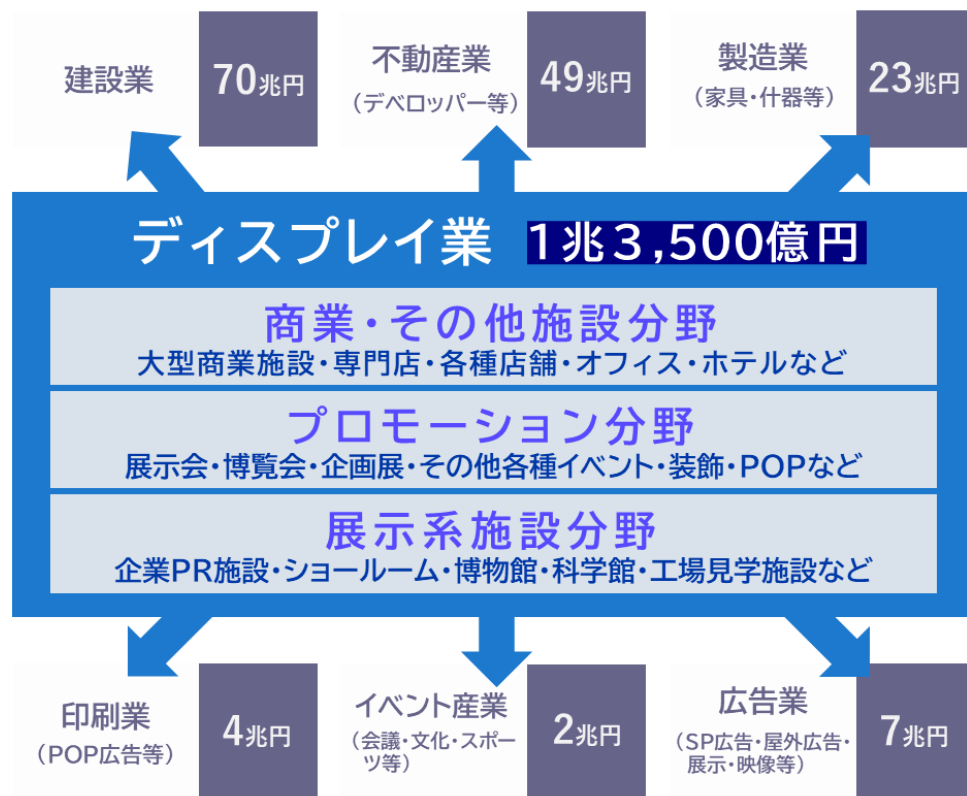 建設業
70兆円
不動産業
（デベロッパー等）
49兆円
製造業
（家具・什器等）
23兆円
ディスプレイ業 1兆3,500億円
商業・その他施設分野
大型商業施設・専門店・各種店舗・オフィス・ホテルなど
プロモーション分野
展示会・博覧会・企画展・その他各種イベント・装飾・POPなど
展示系施設分野
企業PR施設・ショールーム・博物館・科学館・工場見学施設など
印刷業
（POP広告等）
4兆円
イベント産業
（会議・文化・スポー
ツ等）
2兆円
広告業
（SP広告・屋外広告・
展示・映像等）
7兆円